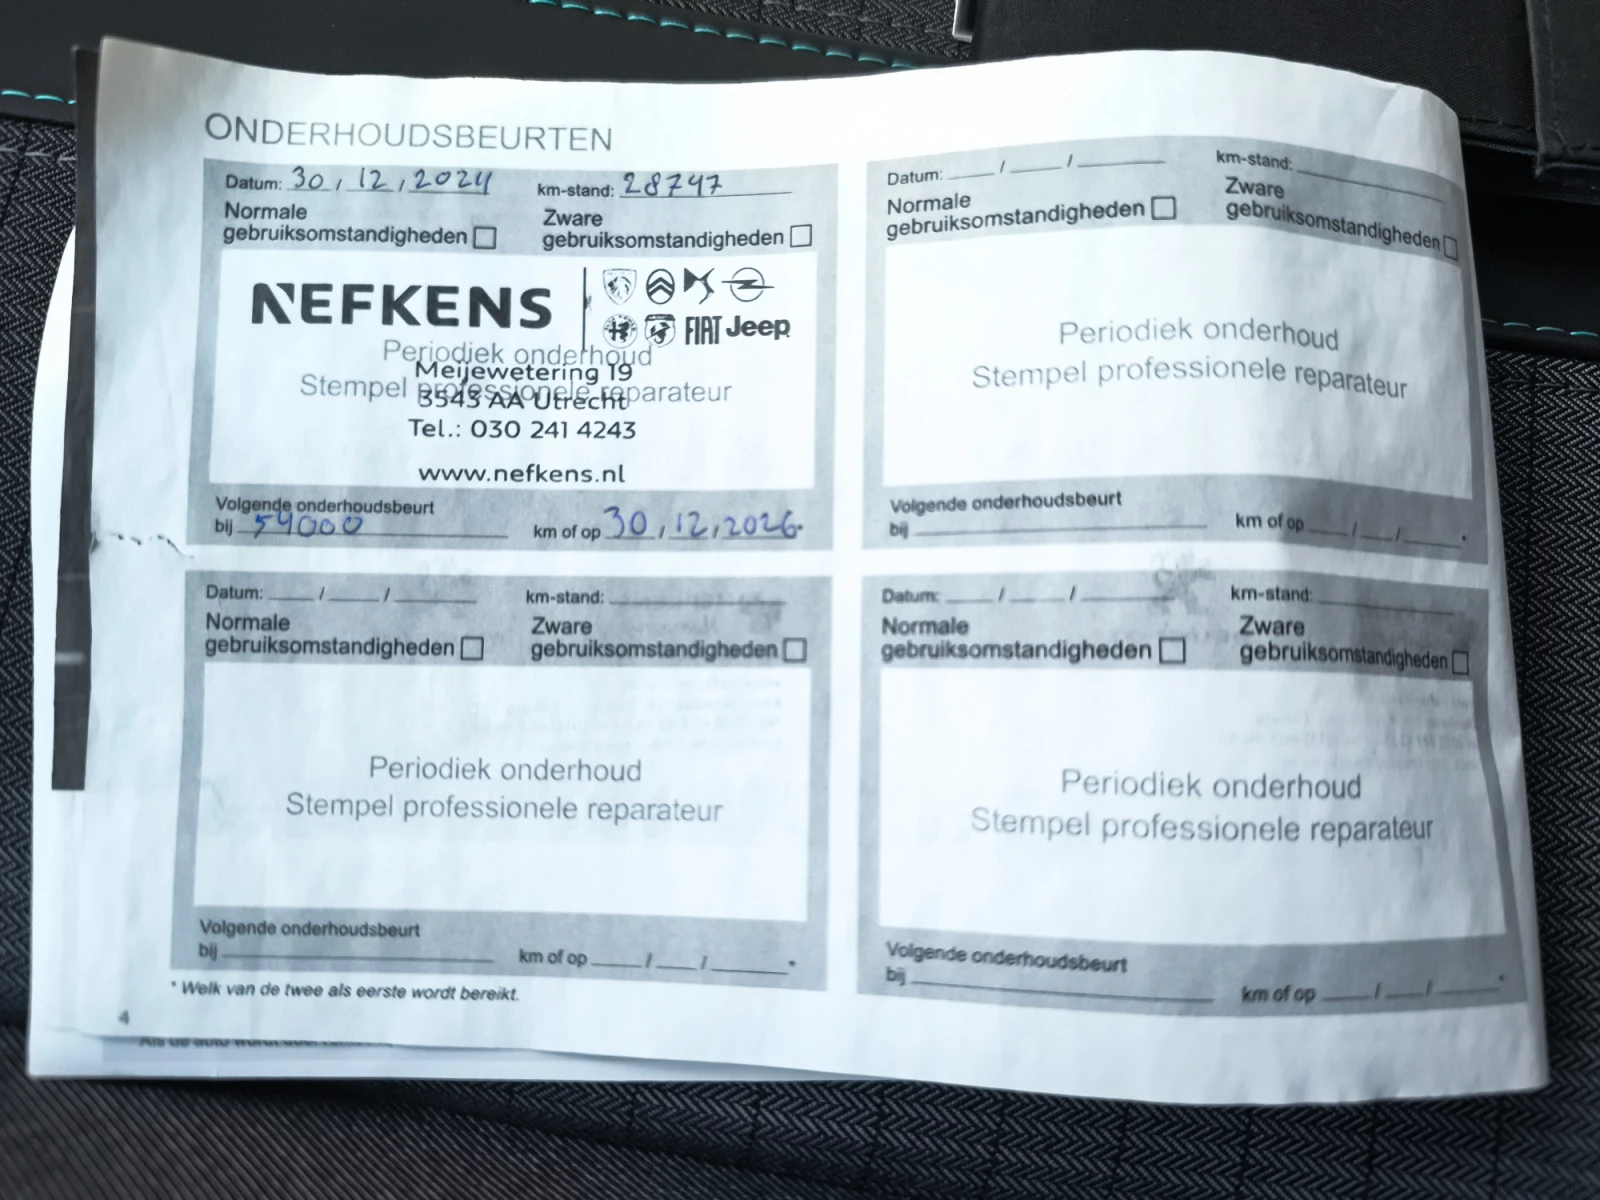 ONDERHOUDSBEURTEN
Datum: 30 / 12 / 2024 km-stand: 28747
Normale gebruiksomstandigheden Zware gebruiksomstandigheden
NEFKENS
FIAT Jeep
Periodiek onderhoud
Meijewetering 19
Stempel professionele reparateur
3543 AA Utrecht
Tel.: 030 241 4243
www.nefkens.nl
Volgende onderhoudsbeurt
bij 54000 km of op 30 / 12 / 2026 *
Datum: / / km-stand:
Normale gebruiksomstandigheden Zware gebruiksomstandigheden
Periodiek onderhoud
Stempel professionele reparateur
Volgende onderhoudsbeurt
bij km of op / / *
Datum: / / km-stand:
Normale gebruiksomstandigheden Zware gebruiksomstandigheden
Periodiek onderhoud
Stempel professionele reparateur
Volgende onderhoudsbeurt
bij km of op / / *
Datum: / / km-stand:
Normale gebruiksomstandigheden Zware gebruiksomstandigheden
Periodiek onderhoud
Stempel professionele reparateur
Volgende onderhoudsbeurt
bij km of op / / *
* Welk van de twee als eerste wordt bereikt.
4
Als de auto wordt